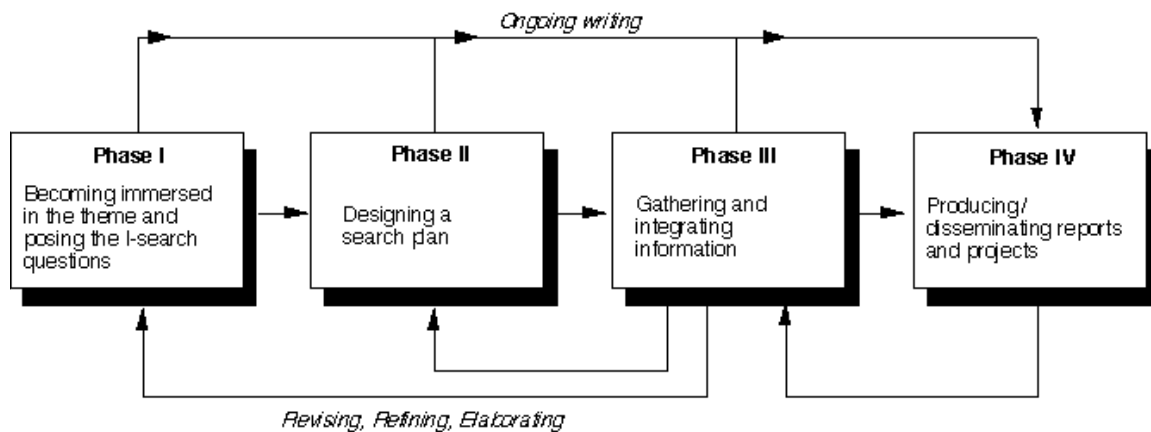 Ongoing writing
Phase I
Becoming immersed
in the theme and
posing the I-search
questions
Phase II
Designing a
search plan
Phase III
Gathering and
integrating
information
Phase IV
Producing/
disseminating reports
and projects
Revising, Refining, Elaborating